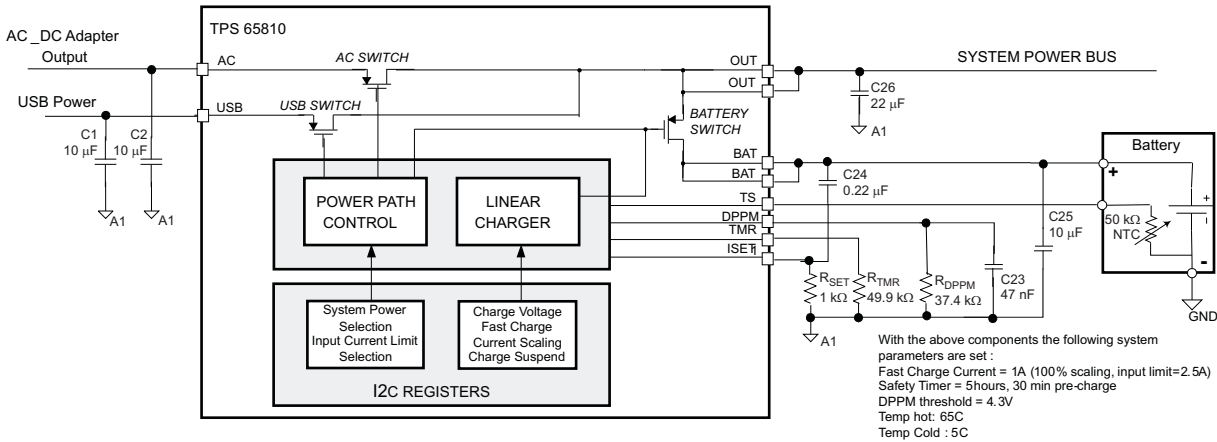 TPS 65810
AC _DC Adapter
Output
AC
AC SWITCH
OUT
SYSTEM POWER BUS
OUT
USB Power
USB
USB SWITCH
BATTERY
SWITCH
C26
22 μF
A1
C1
10 μF
C2
10 μF
A1
A1
BAT
BAT
TS
DPPM
TMR
ISET1
C24
0.22 μF
Battery
+
+
-
-
50 kΩ
NTC
C25
10 μF
POWER PATH
CONTROL
LINEAR
CHARGER
RSET
1 kΩ
RTMR
49.9 kΩ
RDPPM
37.4 kΩ
C23
47 nF
GND
A1
System Power
Selection
Input Current Limit
Selection
Charge Voltage
Fast Charge
Current Scaling
Charge Suspend
I2C REGISTERS
With the above components the following system
parameters are set :
Fast Charge Current = 1A (100% scaling, input limit=2.5A)
Safety Timer = 5hours, 30 min pre-charge
DPPM threshold = 4.3V
Temp hot: 65C
Temp Cold : 5C